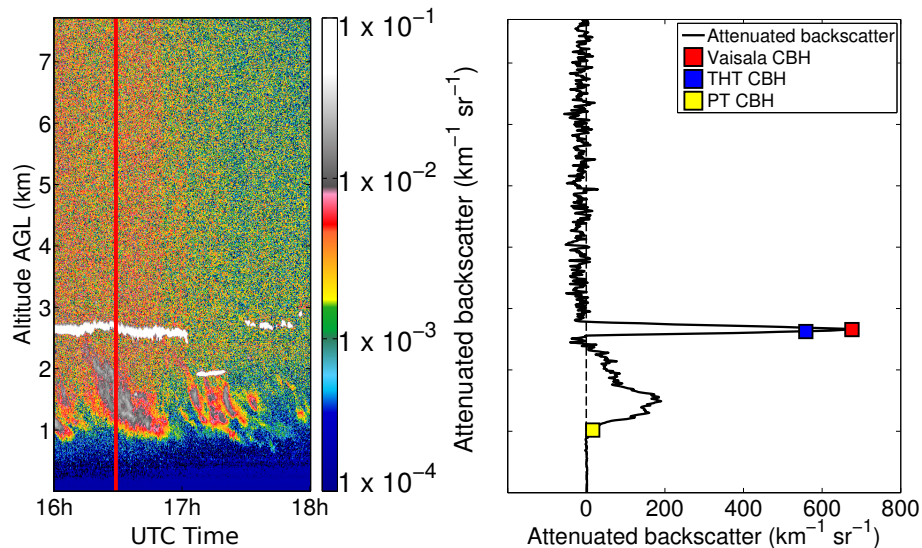 7
6
5
4
3
2
1
Altitude AGL (km)
16h
17h
18h
UTC Time
1 x 10⁻¹
1 x 10⁻²
1 x 10⁻³
1 x 10⁻⁴
Attenuated backscatter (km⁻¹ sr⁻¹)
Attenuated backscatter
Vaisala CBH
THT CBH
PT CBH
0
200
400
600
800
Attenuated backscatter (km⁻¹ sr⁻¹)